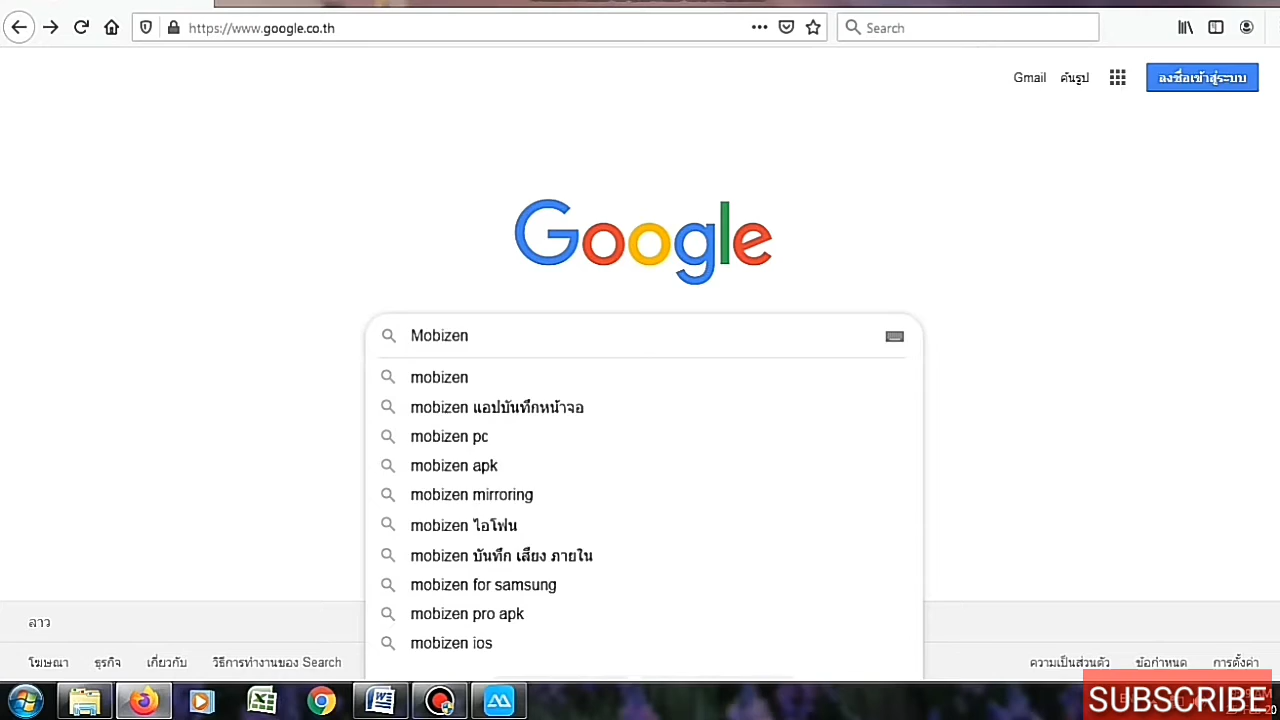 https://www.google.co.th
Search
Gmail
ค้นรูป
ลงชื่อเข้าสู่ระบบ
Google
Mobizen
mobizen
mobizen แอปบันทึกหน้าจอ
mobizen pc
mobizen apk
mobizen mirroring
mobizen ไอโฟน
mobizen บันทึก เสียง ภายใน
mobizen for samsung
mobizen pro apk
mobizen ios
ลาว
โฆษณา
ธุรกิจ
เกี่ยวกับ
วิธีการทำงานของ Search
ความเป็นส่วนตัว
ข้อกำหนด
การตั้งค่า
SUBSCRIBE